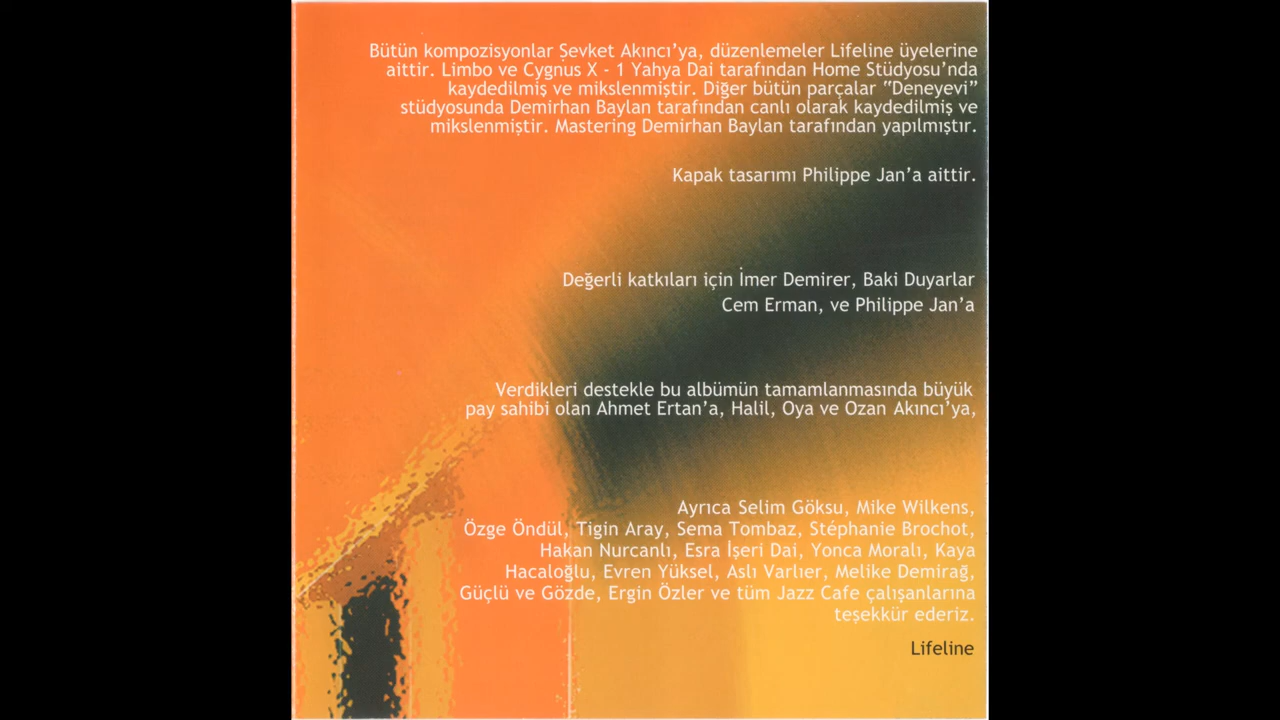 Bütün kompozisyonlar Şevket Akıncı’ya, düzenlemeler Lifeline üyelerine
aittir. Limbo ve Cygnus X - 1 Yahya Dai tarafından Home Stüdyosu’nda
kaydedilmiş ve mikslenmiştir. Diğer bütün parçalar "Deneyevi”
stüdyosunda Demirhan Baylan tarafından canlı olarak kaydedilmiş ve
mikslenmiştir. Mastering Demirhan Baylan tarafından yapılmıştır.
Kapak tasarımı Philippe Jan’a aittir.
Değerli katkıları için İmer Demirer, Baki Duyarlar
Cem Erman, ve Philippe Jan’a
Verdikleri destekle bu albümün tamamlanmasında büyük
pay sahibi olan Ahmet Ertan’a, Halil, Oya ve Ozan Akıncı’ya,
Ayrıca Selim Göksu, Mike Wilkens,
Özge Öndül, Tigin Aray, Sema Tombaz, Stéphanie Brochot,
Hakan Nurcanlı, Esra İşeri Dai, Yonca Moralı, Kaya
Hacaloğlu, Evren Yüksel, Aslı Varlıer, Melike Demirağ,
Güçlü ve Gözde, Ergin Özler ve tüm Jazz Cafe çalışanlarına
teşekkür ederiz.
Lifeline